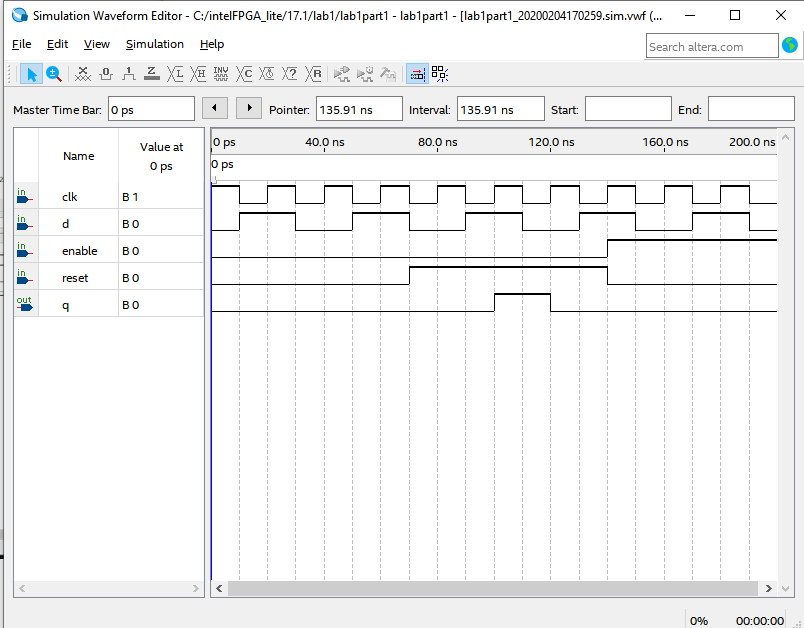 Simulation Waveform Editor - C:/intelFPGA_lite/17.1/lab1/lab1part1 - lab1part1 - [lab1part1_20200204170259.sim.vwf (...
File Edit View Simulation Help
Search altera.com
Master Time Bar: 0 ps Pointer: 135.91 ns Interval: 135.91 ns Start: End:
Name
Value at
0 ps
0 ps 40.0 ns 80.0 ns 120.0 ns 160.0 ns 200.0 ns
0 ps
in clk B 1
in d B 0
in enable B 0
in reset B 0
out q B 0
0% 00:00:00